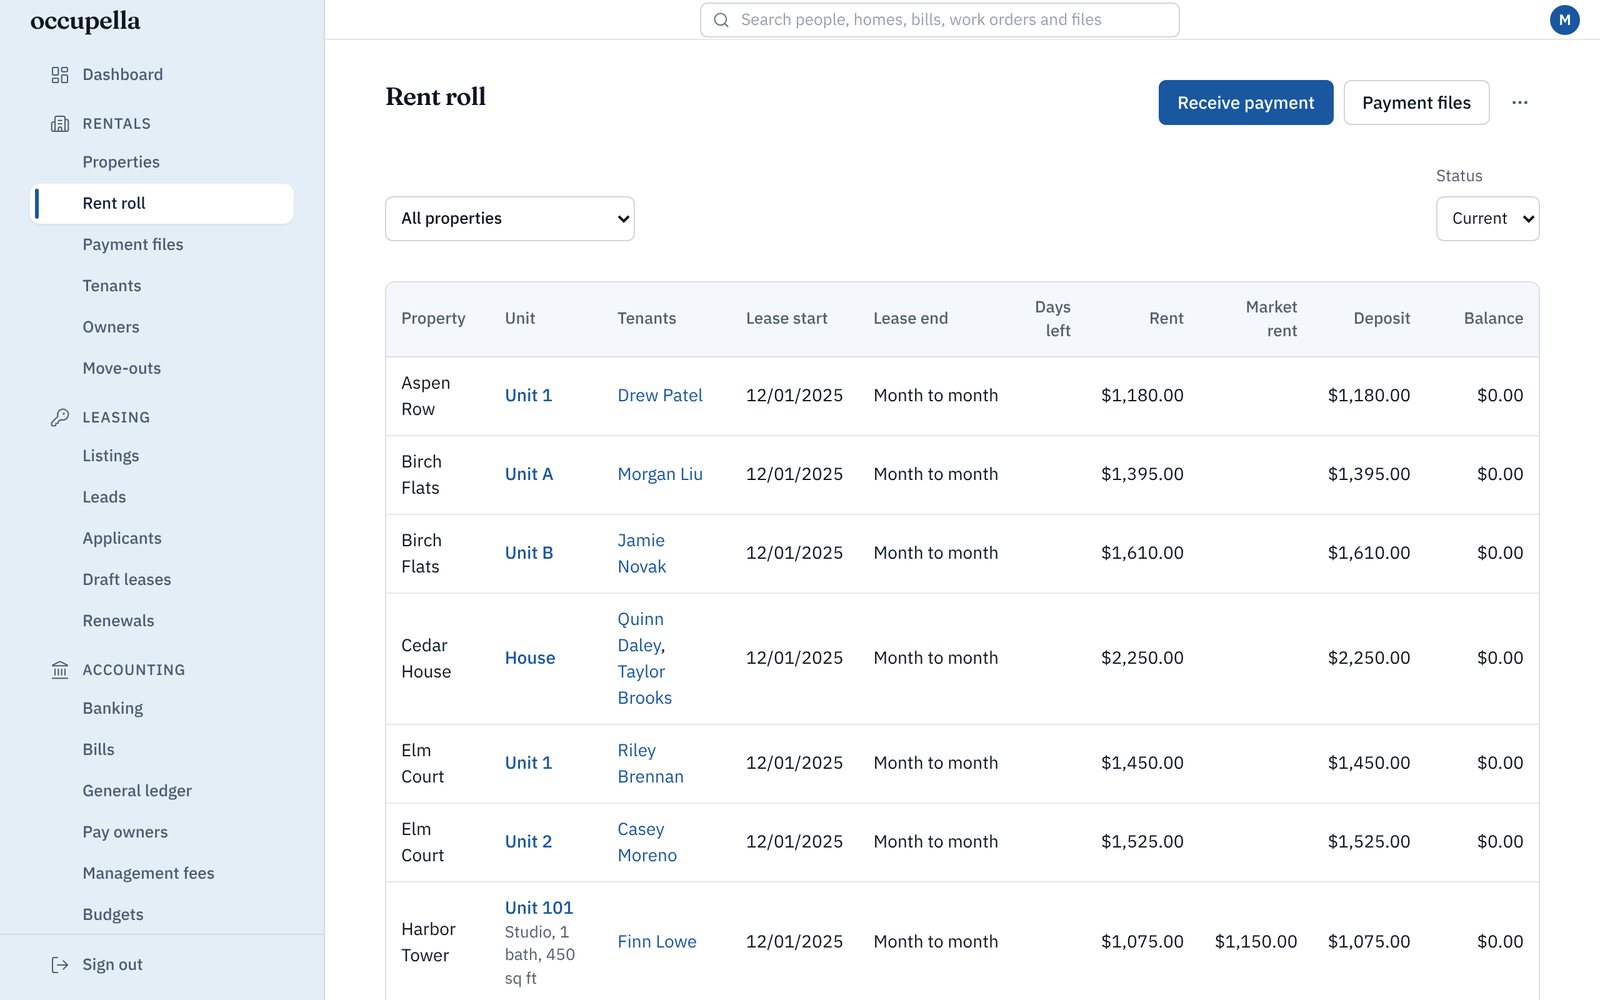 occupella
Search people, homes, bills, work orders and files
M
Dashboard
RENTALS
Properties
Rent roll
Payment files
Tenants
Owners
Move-outs
LEASING
Listings
Leads
Applicants
Draft leases
Renewals
ACCOUNTING
Banking
Bills
General ledger
Pay owners
Management fees
Budgets
Sign out
Rent roll
Receive payment
Payment files
...
Status
All properties
Current
Property Unit Tenants Lease start Lease end Days left Rent Market rent Deposit Balance
Aspen Row Unit 1 Drew Patel 12/01/2025 Month to month $1,180.00 $1,180.00 $0.00
Birch Flats Unit A Morgan Liu 12/01/2025 Month to month $1,395.00 $1,395.00 $0.00
Birch Flats Unit B Jamie Novak 12/01/2025 Month to month $1,610.00 $1,610.00 $0.00
Cedar House House Quinn Daley, Taylor Brooks 12/01/2025 Month to month $2,250.00 $2,250.00 $0.00
Elm Court Unit 1 Riley Brennan 12/01/2025 Month to month $1,450.00 $1,450.00 $0.00
Elm Court Unit 2 Casey Moreno 12/01/2025 Month to month $1,525.00 $1,525.00 $0.00
Harbor Tower Unit 101 Studio, 1 bath, 450 sq ft Finn Lowe 12/01/2025 Month to month $1,075.00 $1,150.00 $1,075.00 $0.00